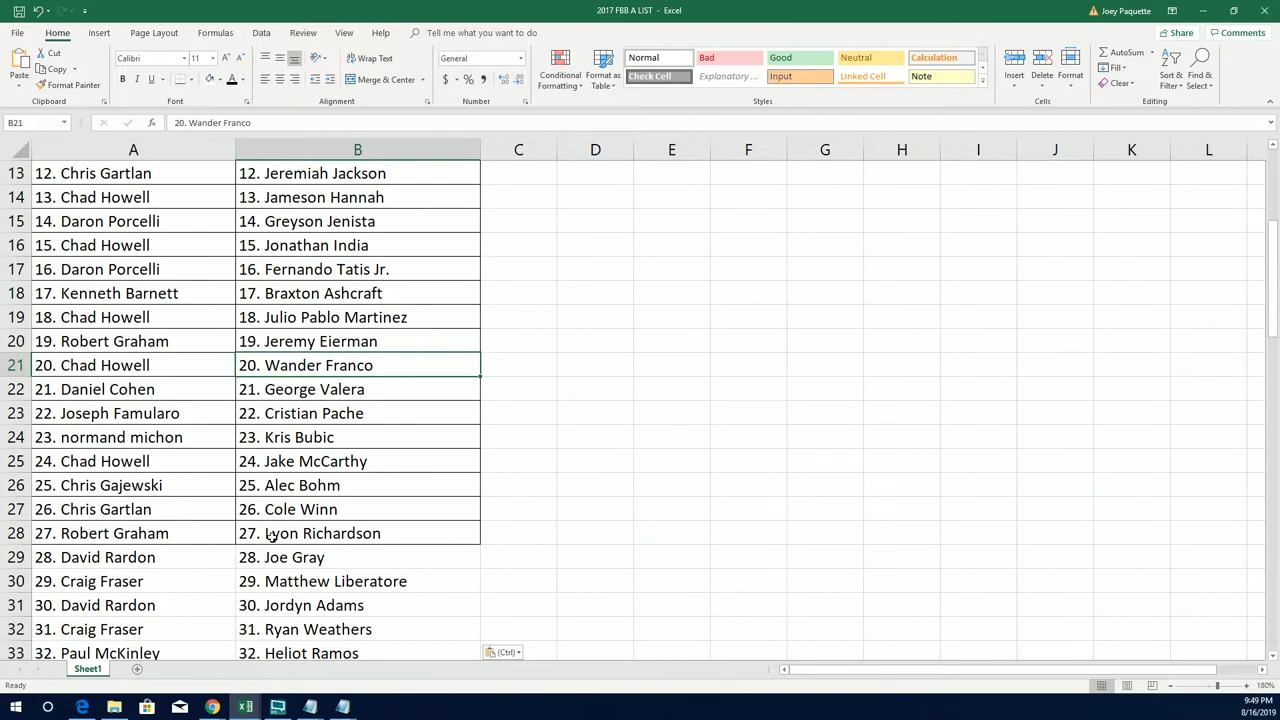 2017 FBB A LIST - Excel
Joey Paquette
File Home Insert Page Layout Formulas Data Review View Help Tell me what you want to do
Share Comments
Paste
Cut
Copy
Format Painter
Clipboard
Calibri 11
B I U
Font
Wrap Text
Merge & Center
Alignment
General
$ % ,
Number
Conditional Formatting
Format as Table
Normal Bad Good Neutral Calculation
Check Cell Explanatory ... Input Linked Cell Note
Styles
Insert Delete Format
Cells
AutoSum
Fill
Clear
Sort & Filter
Find & Select
Editing
B21 20. Wander Franco
A B C D E F G H I J K L
13 12. Chris Gartlan 12. Jeremiah Jackson
14 13. Chad Howell 13. Jameson Hannah
15 14. Daron Porcelli 14. Greyson Jenista
16 15. Chad Howell 15. Jonathan India
17 16. Daron Porcelli 16. Fernando Tatis Jr.
18 17. Kenneth Barnett 17. Braxton Ashcraft
19 18. Chad Howell 18. Julio Pablo Martinez
20 19. Robert Graham 19. Jeremy Eierman
21 20. Chad Howell 20. Wander Franco
22 21. Daniel Cohen 21. George Valera
23 22. Joseph Famularo 22. Cristian Pache
24 23. normand michon 23. Kris Bubic
25 24. Chad Howell 24. Jake McCarthy
26 25. Chris Gajewski 25. Alec Bohm
27 26. Chris Gartlan 26. Cole Winn
28 27. Robert Graham 27. Lyon Richardson
29 28. David Rardon 28. Joe Gray
30 29. Craig Fraser 29. Matthew Liberatore
31 30. David Rardon 30. Jordyn Adams
32 31. Craig Fraser 31. Ryan Weathers
33 32. Paul McKinley 32. Heliot Ramos
(Ctrl)
Sheet1
Ready
180%
9:49 PM
8/16/2019